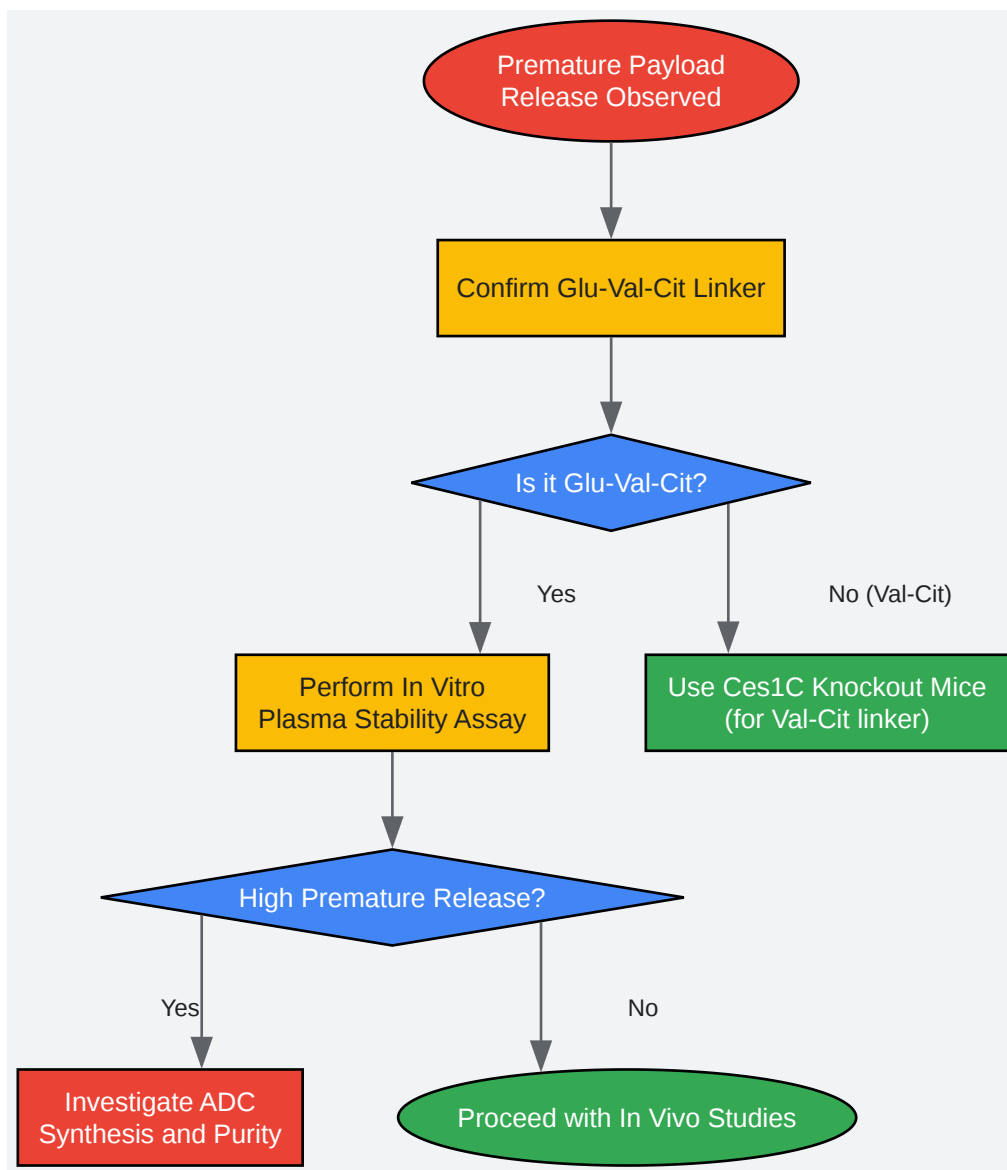 Premature Payload
Release Observed
Confirm Glu-Val-Cit Linker
Is it Glu-Val-Cit?
Yes
No (Val-Cit)
Perform In Vitro
Plasma Stability Assay
Use Ces1C Knockout Mice
(for Val-Cit linker)
High Premature Release?
Yes
No
Investigate ADC
Synthesis and Purity
Proceed with In Vivo Studies